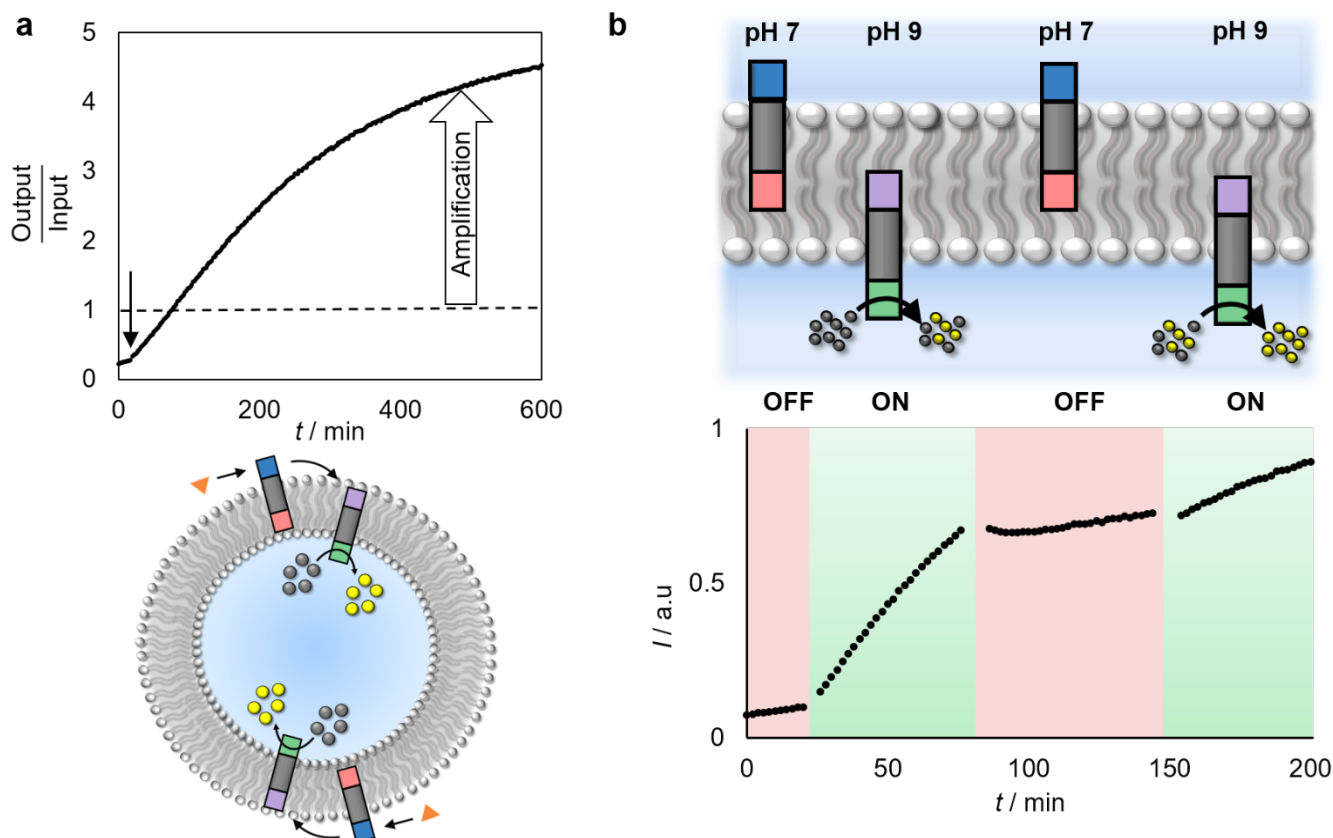 a
5
4
3
2
1
0
Output
Input
Amplification
0
200
400
600
t / min
b
pH 7
pH 9
pH 7
pH 9
OFF
ON
OFF
ON
1
0.5
0
I / a.u
0
50
100
150
200
t / min